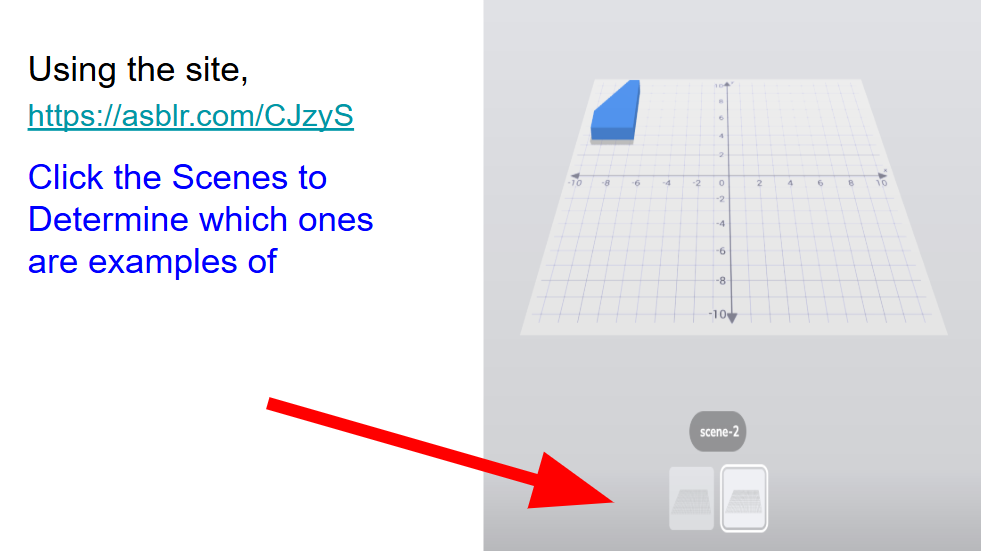 Using the site,
https://asblr.com/CJzyS
Click the Scenes to
Determine which ones
are examples of
10
8
6
4
2
-10 -8 -6 -4 -2 0 2 4 6 8 10
-2
-4
-6
-8
-10
scene-2